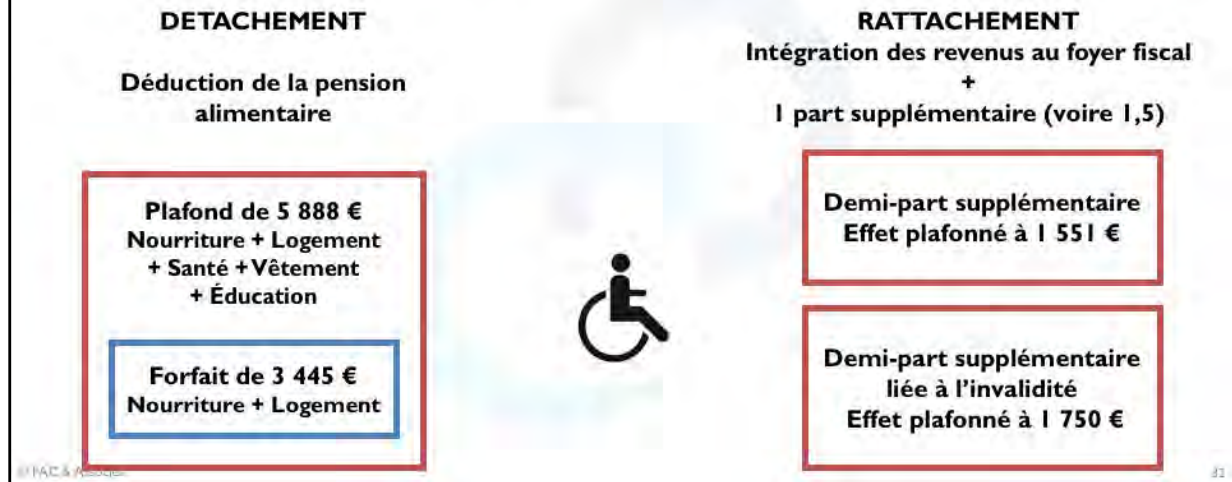 DETACHEMENT
Déduction de la pension
alimentaire
Plafond de 5 888 €
Nourriture + Logement
+ Santé + Vêtement
+ Éducation
Forfait de 3 445 €
Nourriture + Logement
RATTACHEMENT
Intégration des revenus au foyer fiscal
+
1 part supplémentaire (voire 1,5)
Demi-part supplémentaire
Effet plafonné à 1 551 €
Demi-part supplémentaire
liée à l’invalidité
Effet plafonné à 1 750 €